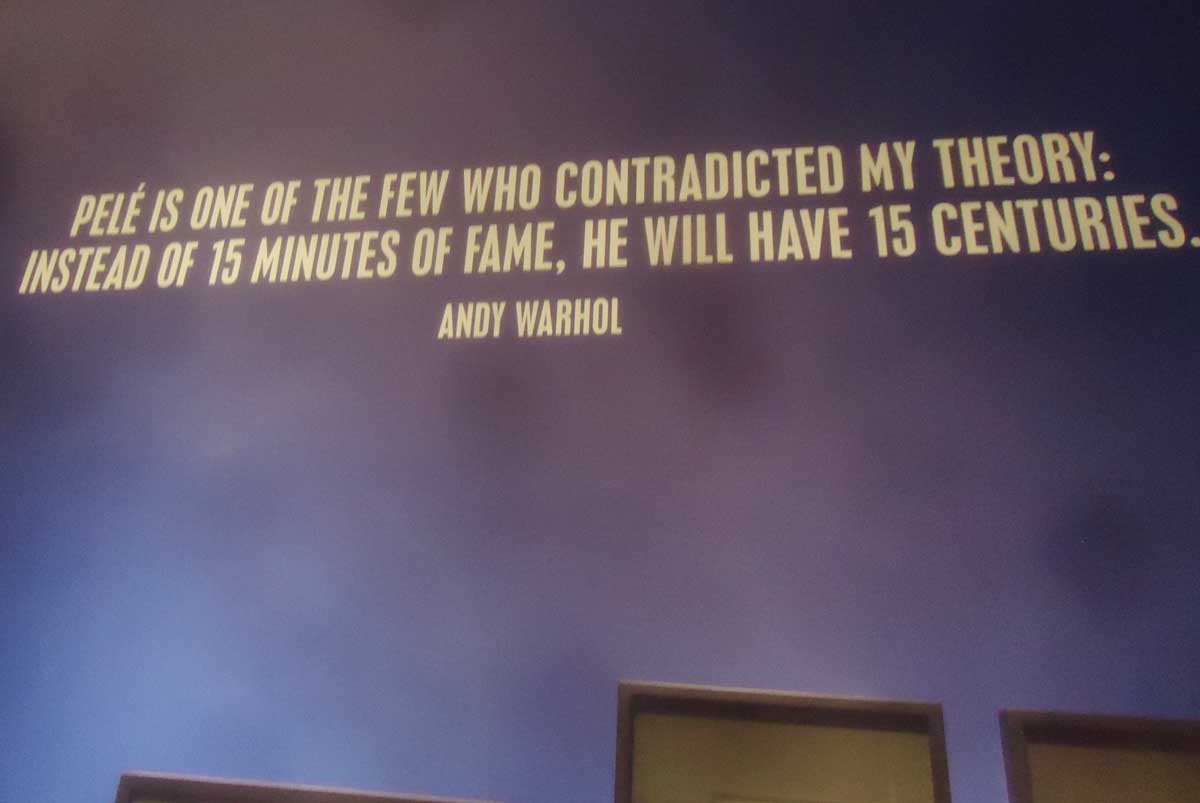 PELÉ IS ONE OF THE FEW WHO CONTRADICTED MY THEORY:
INSTEAD OF 15 MINUTES OF FAME, HE WILL HAVE 15 CENTURIES.
ANDY WARHOL